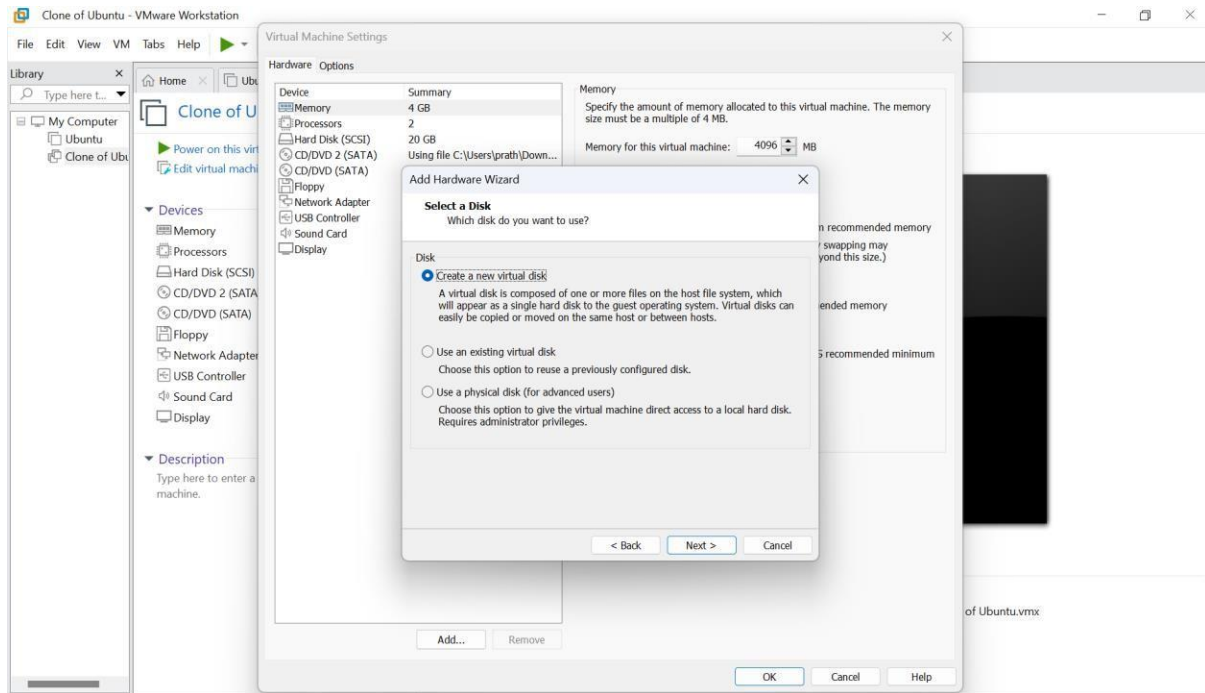 Clone of Ubuntu - VMware Workstation
File Edit View VM Tabs Help
Library
Type here t...
My Computer
Ubuntu
Clone of Ubu
Home
Ubu
Clone of U
Power on this virt
Edit virtual machi
Devices
Memory
Processors
Hard Disk (SCSI)
CD/DVD 2 (SATA
CD/DVD (SATA)
Floppy
Network Adapter
USB Controller
Sound Card
Display
Description
Type here to enter a
machine.
Virtual Machine Settings
Hardware Options
Device Summary
Memory 4 GB
Processors 2
Hard Disk (SCSI) 20 GB
CD/DVD 2 (SATA) Using file C:\Users\prath\Down...
CD/DVD (SATA)
Floppy
Network Adapter
USB Controller
Sound Card
Display
Add... Remove
Memory
Specify the amount of memory allocated to this virtual machine. The memory
size must be a multiple of 4 MB.
Memory for this virtual machine: 4096 MB
recommended memory
swapping may
yond this size.)
ended memory
recommended minimum
Add Hardware Wizard
Select a Disk
Which disk do you want to use?
Disk
Create a new virtual disk
A virtual disk is composed of one or more files on the host file system, which
will appear as a single hard disk to the guest operating system. Virtual disks can
easily be copied or moved on the same host or between hosts.
Use an existing virtual disk
Choose this option to reuse a previously configured disk.
Use a physical disk (for advanced users)
Choose this option to give the virtual machine direct access to a local hard disk.
Requires administrator privileges.
< Back Next > Cancel
OK Cancel Help
of Ubuntu.vmx